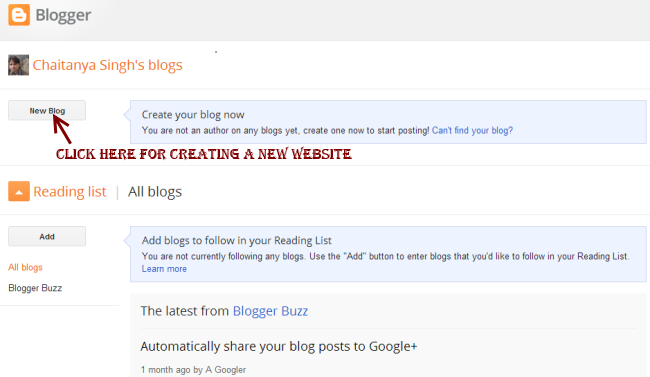 Blogger
Chaitanya Singh's blogs
New Blog
Create your blog now
You are not an author on any blogs yet, create one now to start posting! Can't find your blog?
CLICK HERE FOR CREATING A NEW WEBSITE
Reading list | All blogs
Add
Add blogs to follow in your Reading List
You are not currently following any blogs. Use the "Add" button to enter blogs that you'd like to follow in your Reading List.
Learn more
All blogs
Blogger Buzz
The latest from Blogger Buzz
Automatically share your blog posts to Google+
1 month ago by A Googler